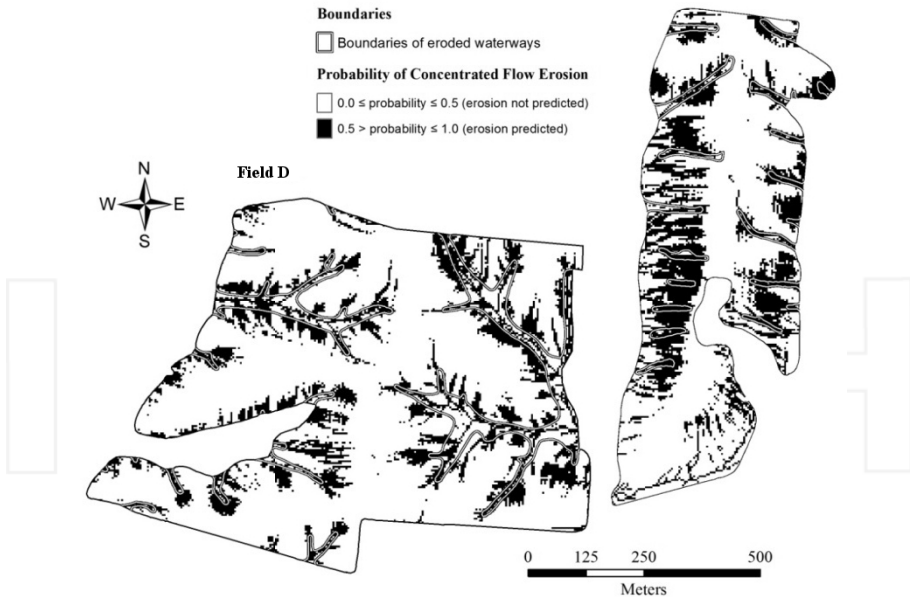 Boundaries
Boundaries of eroded waterways
Probability of Concentrated Flow Erosion
0.0 ≤ probability ≤ 0.5 (erosion not predicted)
0.5 > probability ≤ 1.0 (erosion predicted)
Field D
N
W E
S
0 125 250 500
Meters